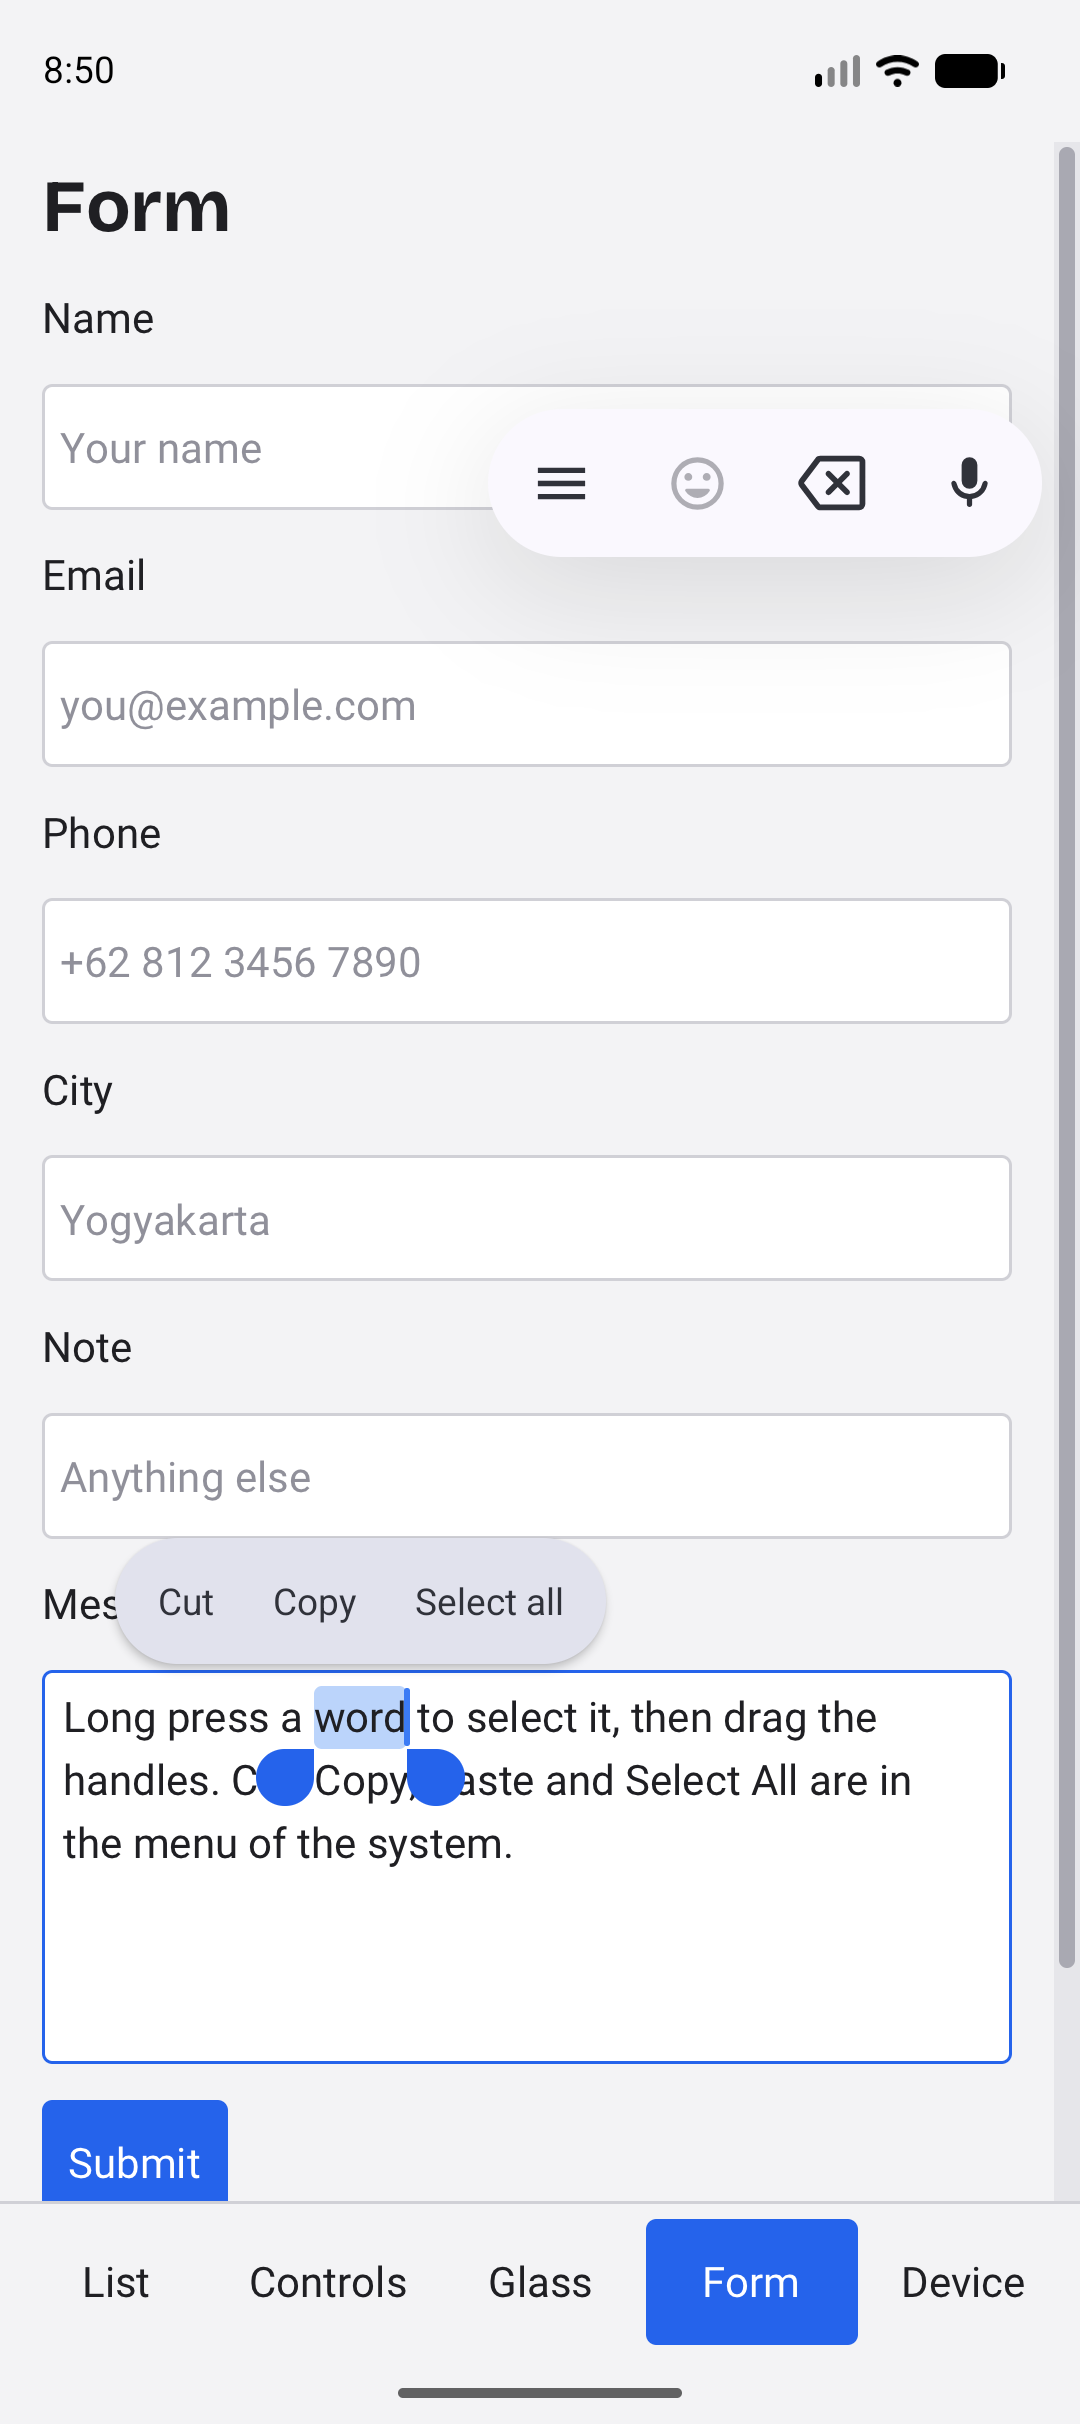 8:50
Form
Name
Your name
Email
you@example.com
Phone
+62 812 3456 7890
City
Yogyakarta
Note
Anything else
Mes
Cut Copy Select all
Long press a word to select it, then drag the
handles. C Copy, aste and Select All are in
the menu of the system.
Submit
List Controls Glass Form Device